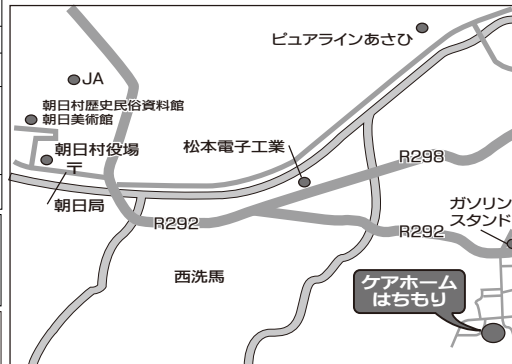 ピュアラインあさひ
JA
朝日村歴史民俗資料館
朝日美術館
朝日村役場
〒
朝日局
松本電子工業
R298
R292
R292
ガソリン
スタンド
西洗馬
ケアホーム
はちもり